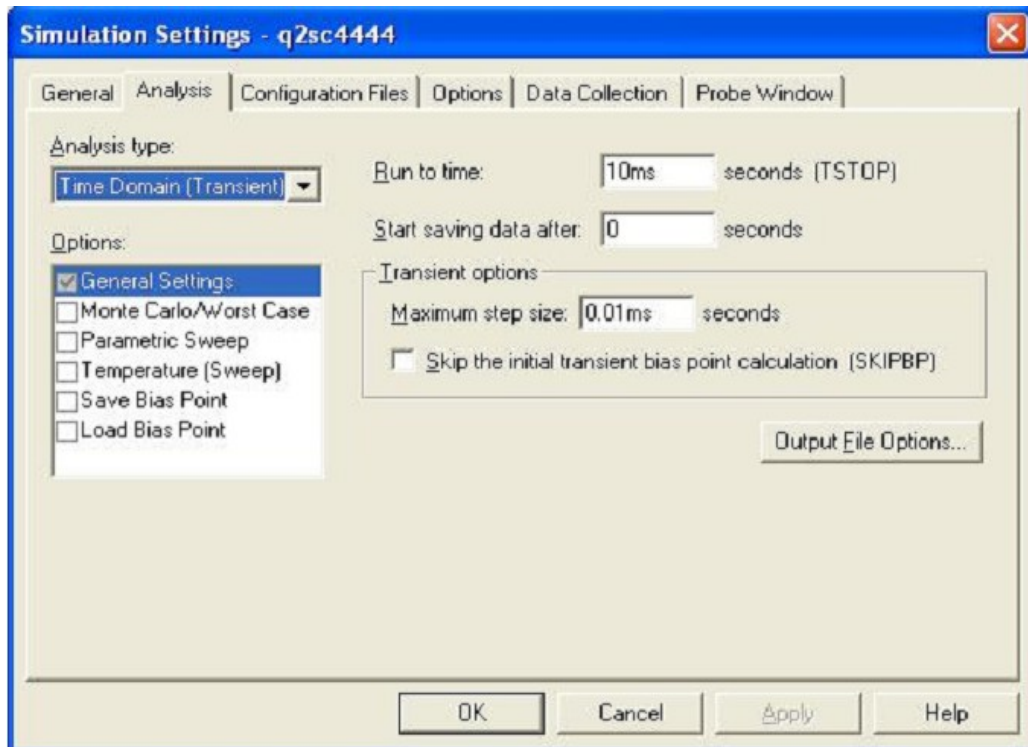 Simulation Settings - q2sc4444
General Analysis Configuration Files Options Data Collection Probe Window
Analysis type:
Time Domain (Transient)
Options:
General Settings
Monte Carlo/Worst Case
Parametric Sweep
Temperature (Sweep)
Save Bias Point
Load Bias Point
Run to time: 10ms seconds (TSTOP)
Start saving data after: 0 seconds
Transient options
Maximum step size: 0.01ms seconds
Skip the initial transient bias point calculation (SKIPBP)
Output File Options...
OK Cancel Apply Help